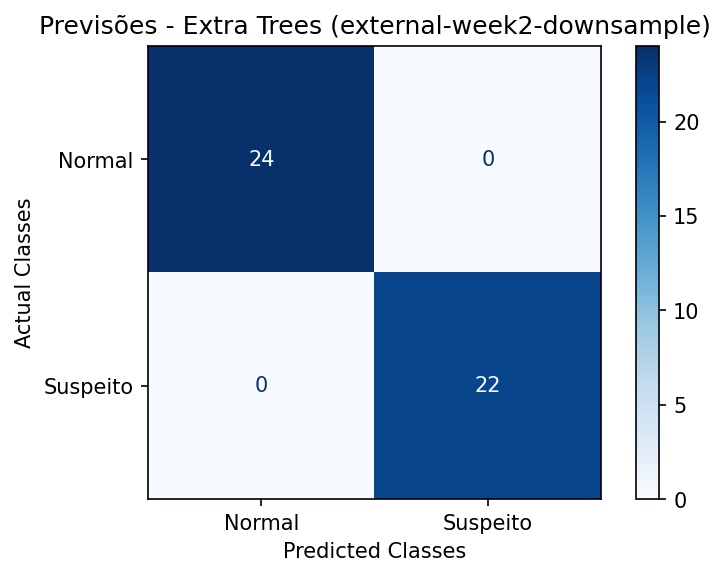 Previsões - Extra Trees (external-week2-downsample)
Actual Classes
Normal
24
0
Suspeito
0
22
Normal
Suspeito
Predicted Classes
20
15
10
5
0